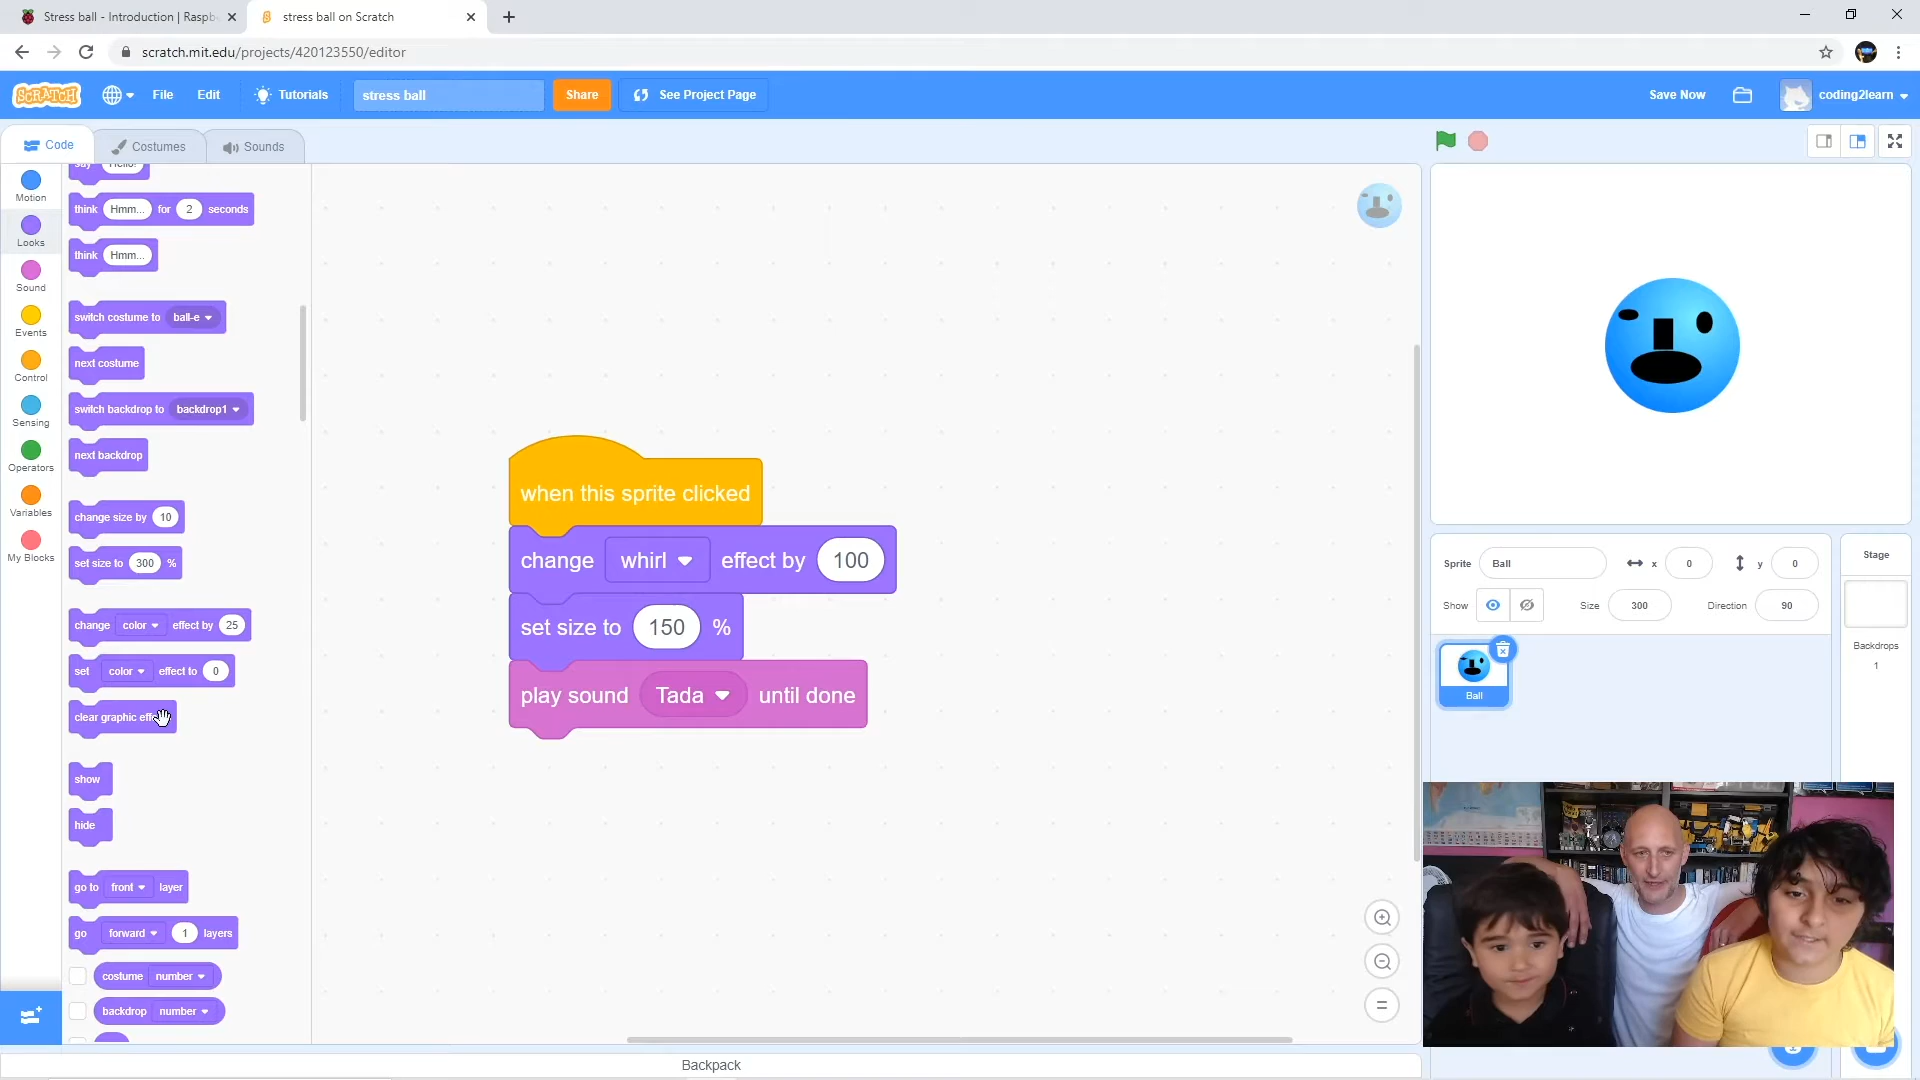 Stress ball - Introduction | Raspb
stress ball on Scratch
scratch.mit.edu/projects/420123550/editor
SCRATCH
File
Edit
Tutorials
stress ball
Share
See Project Page
Save Now
coding2learn
Code
Costumes
Sounds
Motion
Looks
Sound
Events
Control
Sensing
Operators
Variables
My Blocks
say Hello!
think Hmm... for 2 seconds
think Hmm...
switch costume to ball-e
next costume
switch backdrop to backdrop1
next backdrop
change size by 10
set size to 300 %
change color effect by 25
set color effect to 0
clear graphic eff
show
hide
go to front layer
go forward 1 layers
costume number
backdrop number
when this sprite clicked
change whirl effect by 100
set size to 150 %
play sound Tada until done
Sprite Ball x 0 y 0
Show Size 300 Direction 90
Ball
Stage
Backdrops
1
Backpack